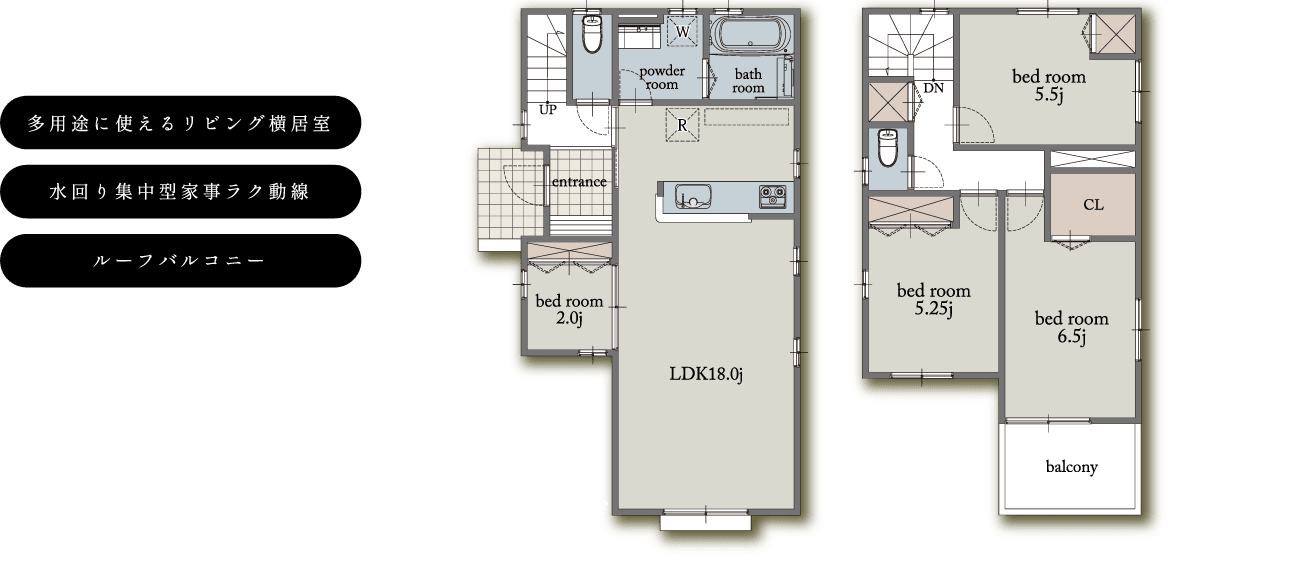 多用途に使えるリビング横居室
水回り集中型家事ラク動線
ルーフバルコニー
W
powder
room
bath
room
UP
R
entrance
bed room
2.0j
LDK18.0j
bed room
5.5j
DN
CL
bed room
5.25j
bed room
6.5j
balcony